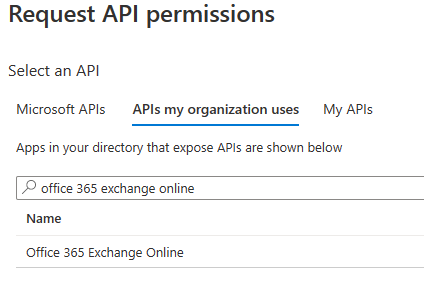 Request API permissions
Select an API
Microsoft APIs APIs my organization uses My APIs
Apps in your directory that expose APIs are shown below
office 365 exchange online
Name
Office 365 Exchange Online